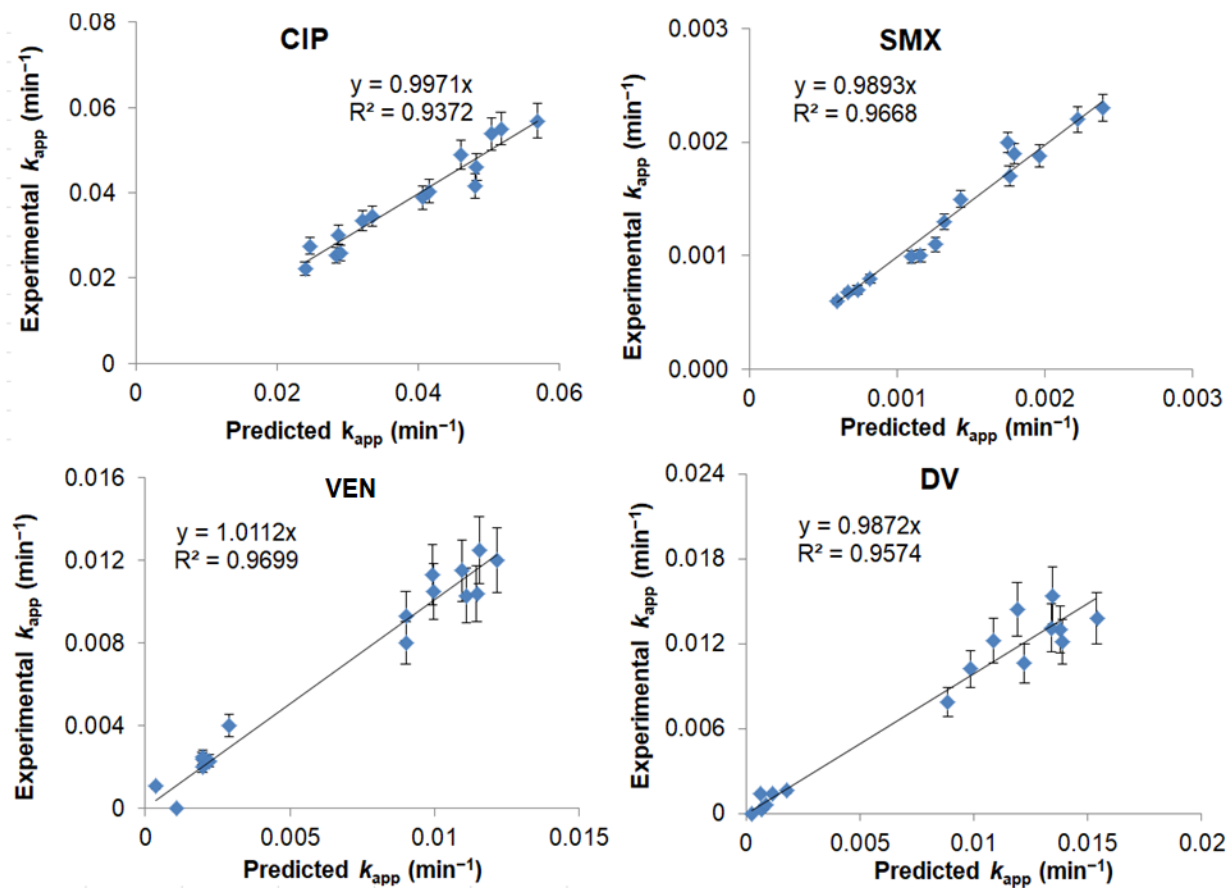 CIP
y = 0.9971x
R² = 0.9372
Experimental kapp (min⁻¹)
0.08
0.06
0.04
0.02
0
0
0.02
0.04
0.06
Predicted kapp (min⁻¹)
SMX
y = 0.9893x
R² = 0.9668
Experimental kapp (min⁻¹)
0.003
0.002
0.001
0.000
0
0.001
0.002
0.003
Predicted kapp (min⁻¹)
VEN
y = 1.0112x
R² = 0.9699
Experimental kapp (min⁻¹)
0.016
0.012
0.008
0.004
0
0
0.005
0.01
0.015
Predicted kapp (min⁻¹)
DV
y = 0.9872x
R² = 0.9574
Experimental kapp (min⁻¹)
0.024
0.018
0.012
0.006
0
0
0.005
0.01
0.015
0.02
Predicted kapp (min⁻¹)